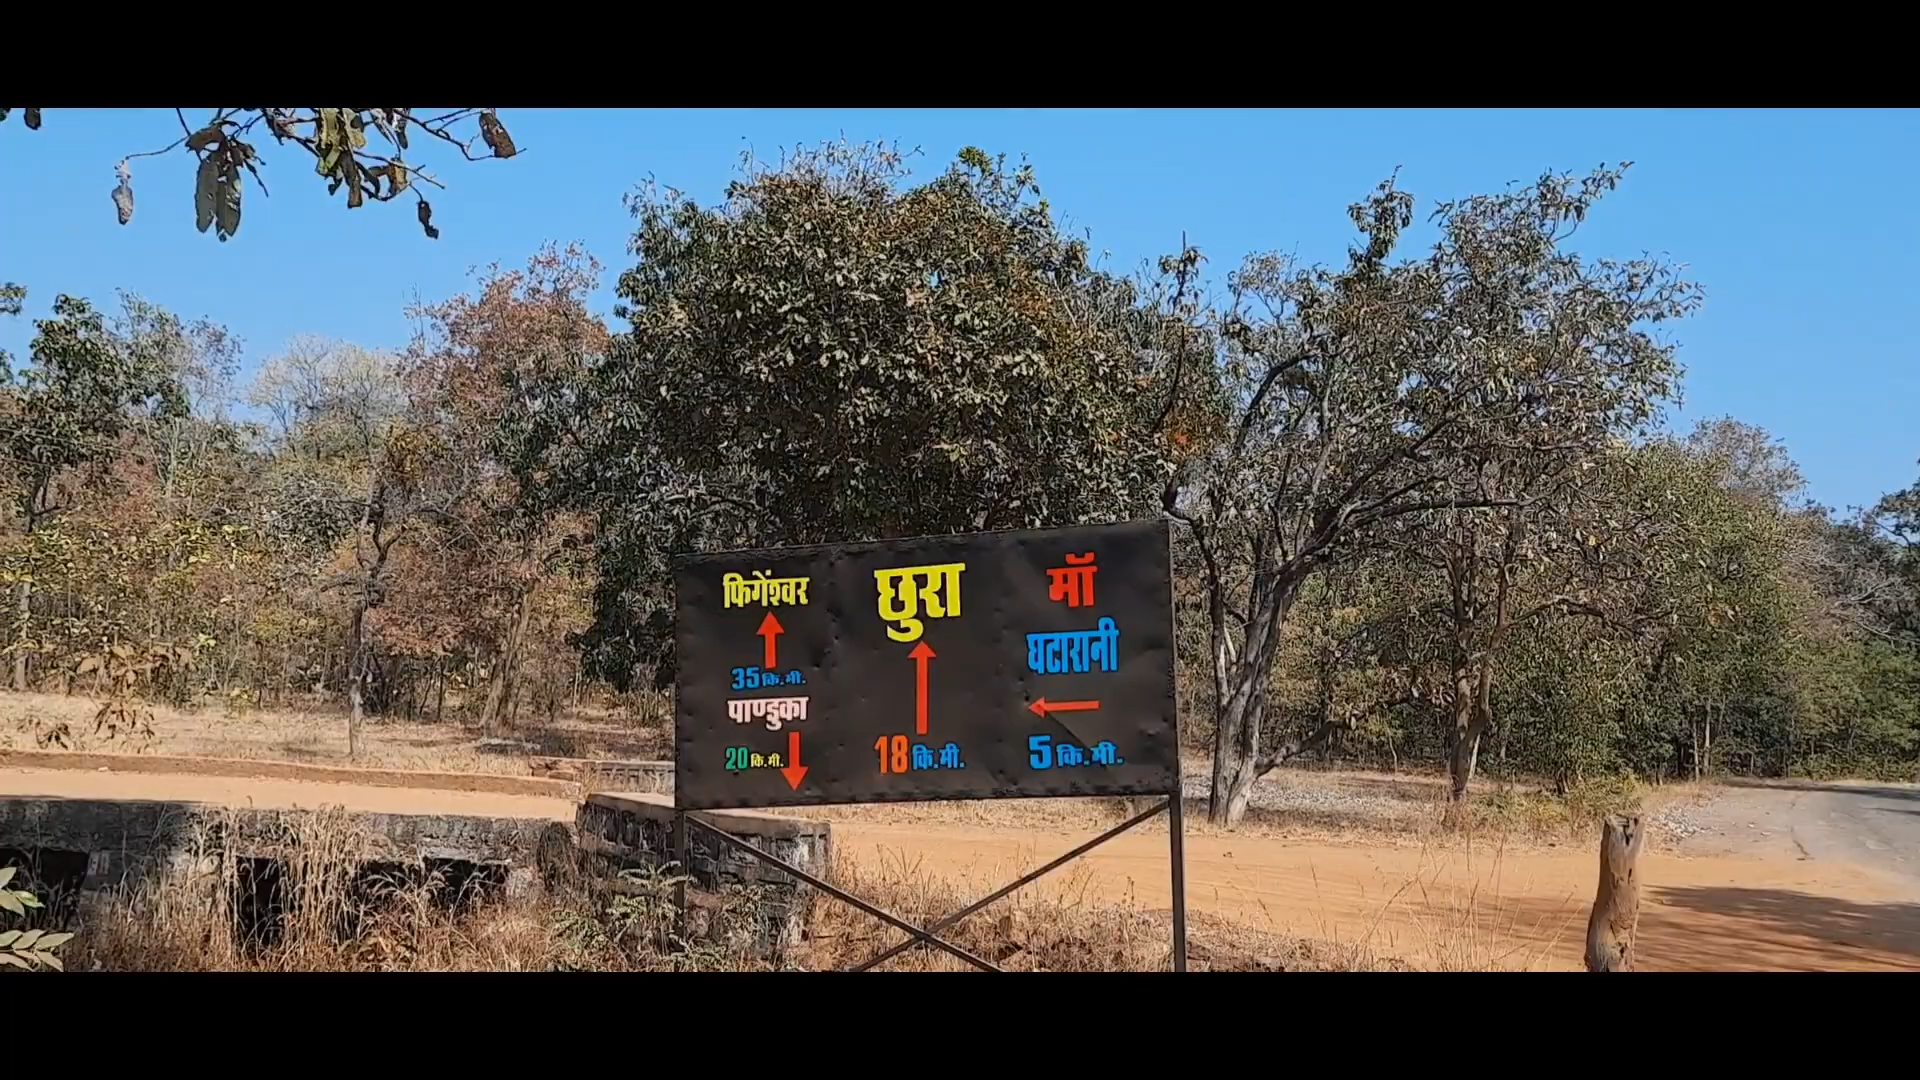 फिगेंश्वर
35 कि.मी.
पाण्डुका
20 कि.मी.
छुरा
18 कि.मी.
मॉ
घटारानी
5 कि.मी.